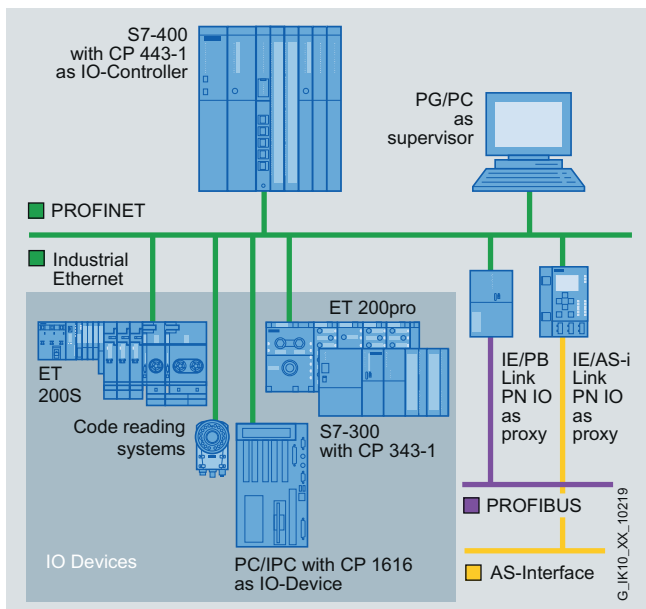 S7-400
with CP 443-1
as IO-Controller
PG/PC
as
supervisor
PROFINET
Industrial
Ethernet
ET 200pro
ET
200S
IE/PB
Link
PN IO
as
proxy
IE/AS-i
Link
PN IO
as
proxy
Code reading
systems
S7-300
with CP 343-1
PROFIBUS
IO Devices
PC/IPC with CP 1616
as IO-Device
AS-Interface
G_IK10_XX_10219